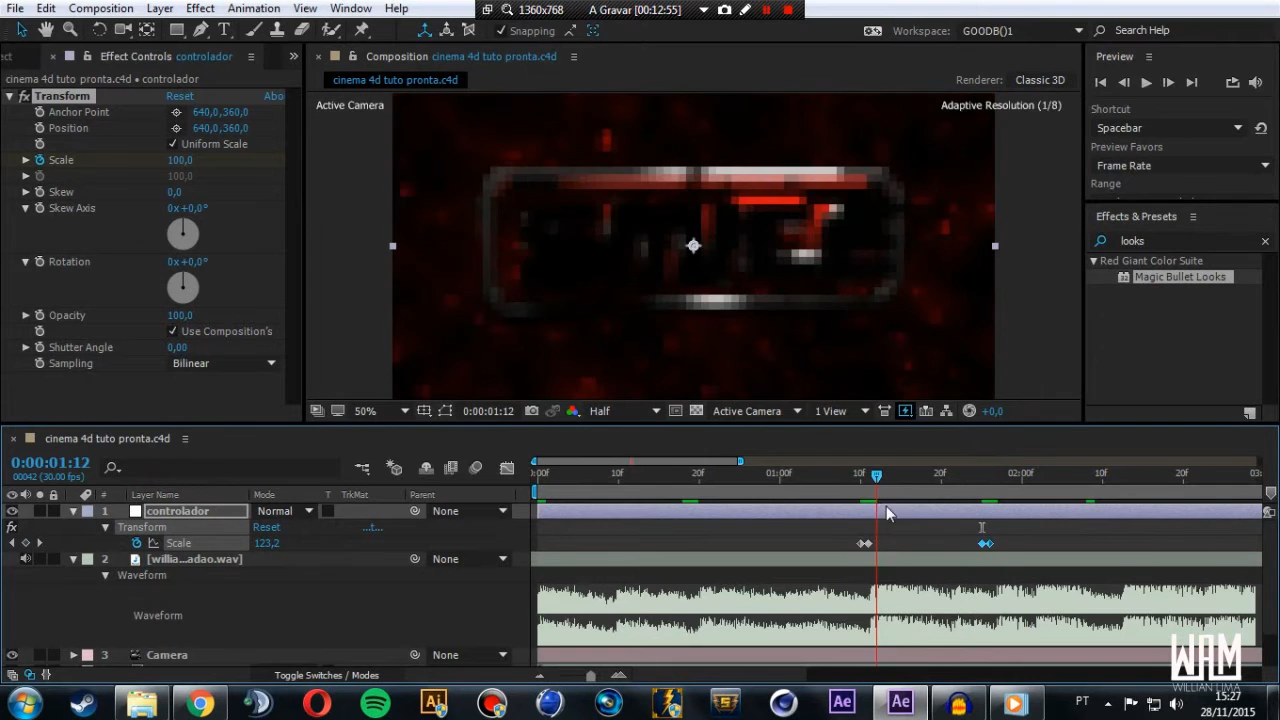 File Edit Composition Layer Effect Animation View Window Help
1360x768 A Gravar [00:12:55]
Snapping
Workspace: GOODB()1
Search Help
Effect Controls controlador
cinema 4d tuto pronta.c4d • controlador
fx Transform Reset Abo
Anchor Point 640,0,360,0
Position 640,0,360,0
Uniform Scale
Scale 100,0
100,0
Skew 0,0
Skew Axis 0x+0,0°
Rotation 0x+0,0°
Opacity 100,0
Use Composition's
Shutter Angle 0,00
Sampling Bilinear
Composition cinema 4d tuto pronta.c4d
cinema 4d tuto pronta.c4d
Renderer: Classic 3D
Active Camera
Adaptive Resolution (1/8)
50% 0:00:01:12 Half Active Camera 1 View +0,0
Preview
Shortcut
Spacebar
Preview Favors
Frame Rate
Range
Effects & Presets
looks
Red Giant Color Suite
Magic Bullet Looks
cinema 4d tuto pronta.c4d
0:00:01:12
00042 (30.00 fps)
:00f 10f 20f 01:00f 10f 20f 02:00f 10f 20f
# Layer Name Mode T TrkMat Parent
1 controlador Normal None
fx Transform Reset ...t...
Scale 123,2
2 [willia...adao.wav] None
Waveform
Waveform
3 Camera None
Toggle Switches / Modes
WAM
WILLIAN LIMA
Ai
Ae
Ae
PT
15:27
28/11/2015